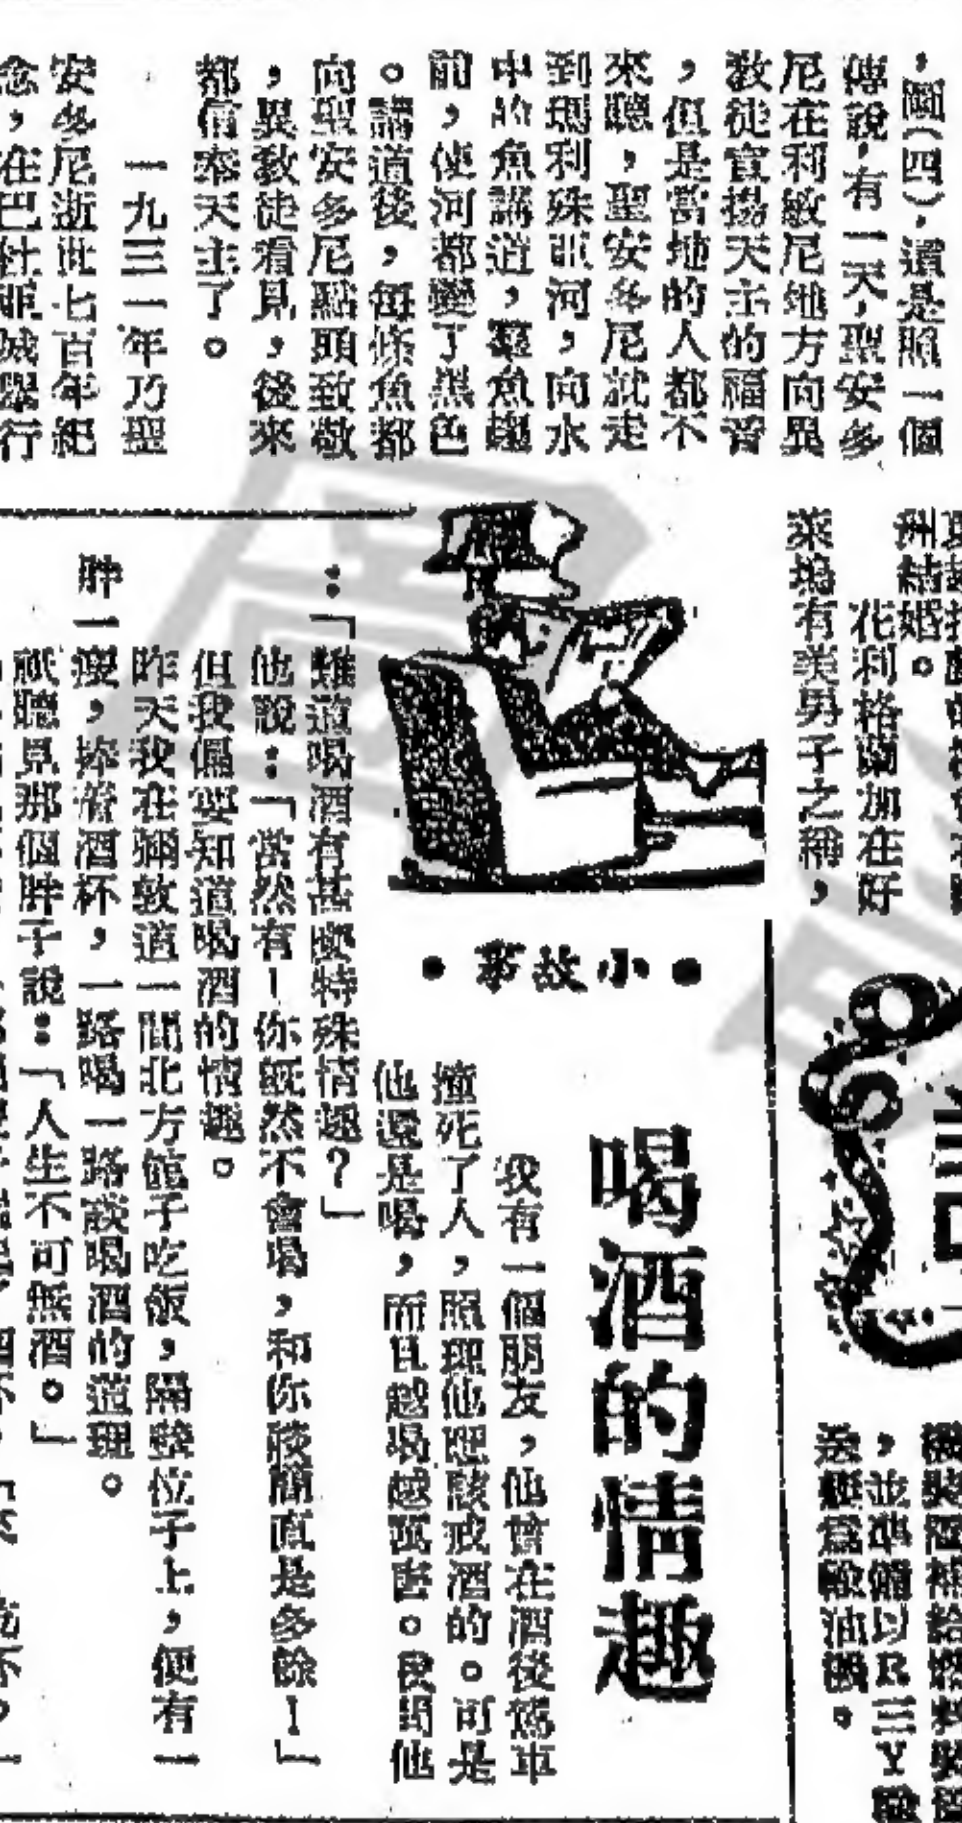 ，圖（四），還是照一個
傳說，有一天，聖安多
尼在利敏尼地方向異
教徒宣揚天主的福音
，但是當地的人都不
來聽，聖安多尼就走
到瑪利殊亞河，向水
中的魚講道，羣魚趨
前，使河都變了黑色
。講道後，每條魚都
向聖安多尼點頭致敬
，異教徒看見，後來
都信奉天主了。
一九三一年乃聖
安多尼逝世七百年紀
念，在巴杜亞城舉行
洲結婚。
花利格蘭加在好
萊塢有美男子之稱，
，並準備以R三Y
送艇為
油機。
•小故事•
喝酒的情趣
我有一個朋友，他曾在酒後駕車
撞死了人，照理他應該戒酒的。可是
他還是喝，而且越喝越厲害。我問他
：「難道喝酒有甚麼特殊情趣？」
他說：「當然有！你既然不會喝，和你談簡直是多餘！」
但我偏要知道喝酒的情趣。
昨天我在彌敦道一間北方館子吃飯，隔壁位子上，便有一
胖一瘦，捧着酒杯，一路喝一路談喝酒的道理。
祇聽見那個胖子說：「人生不可無酒。」